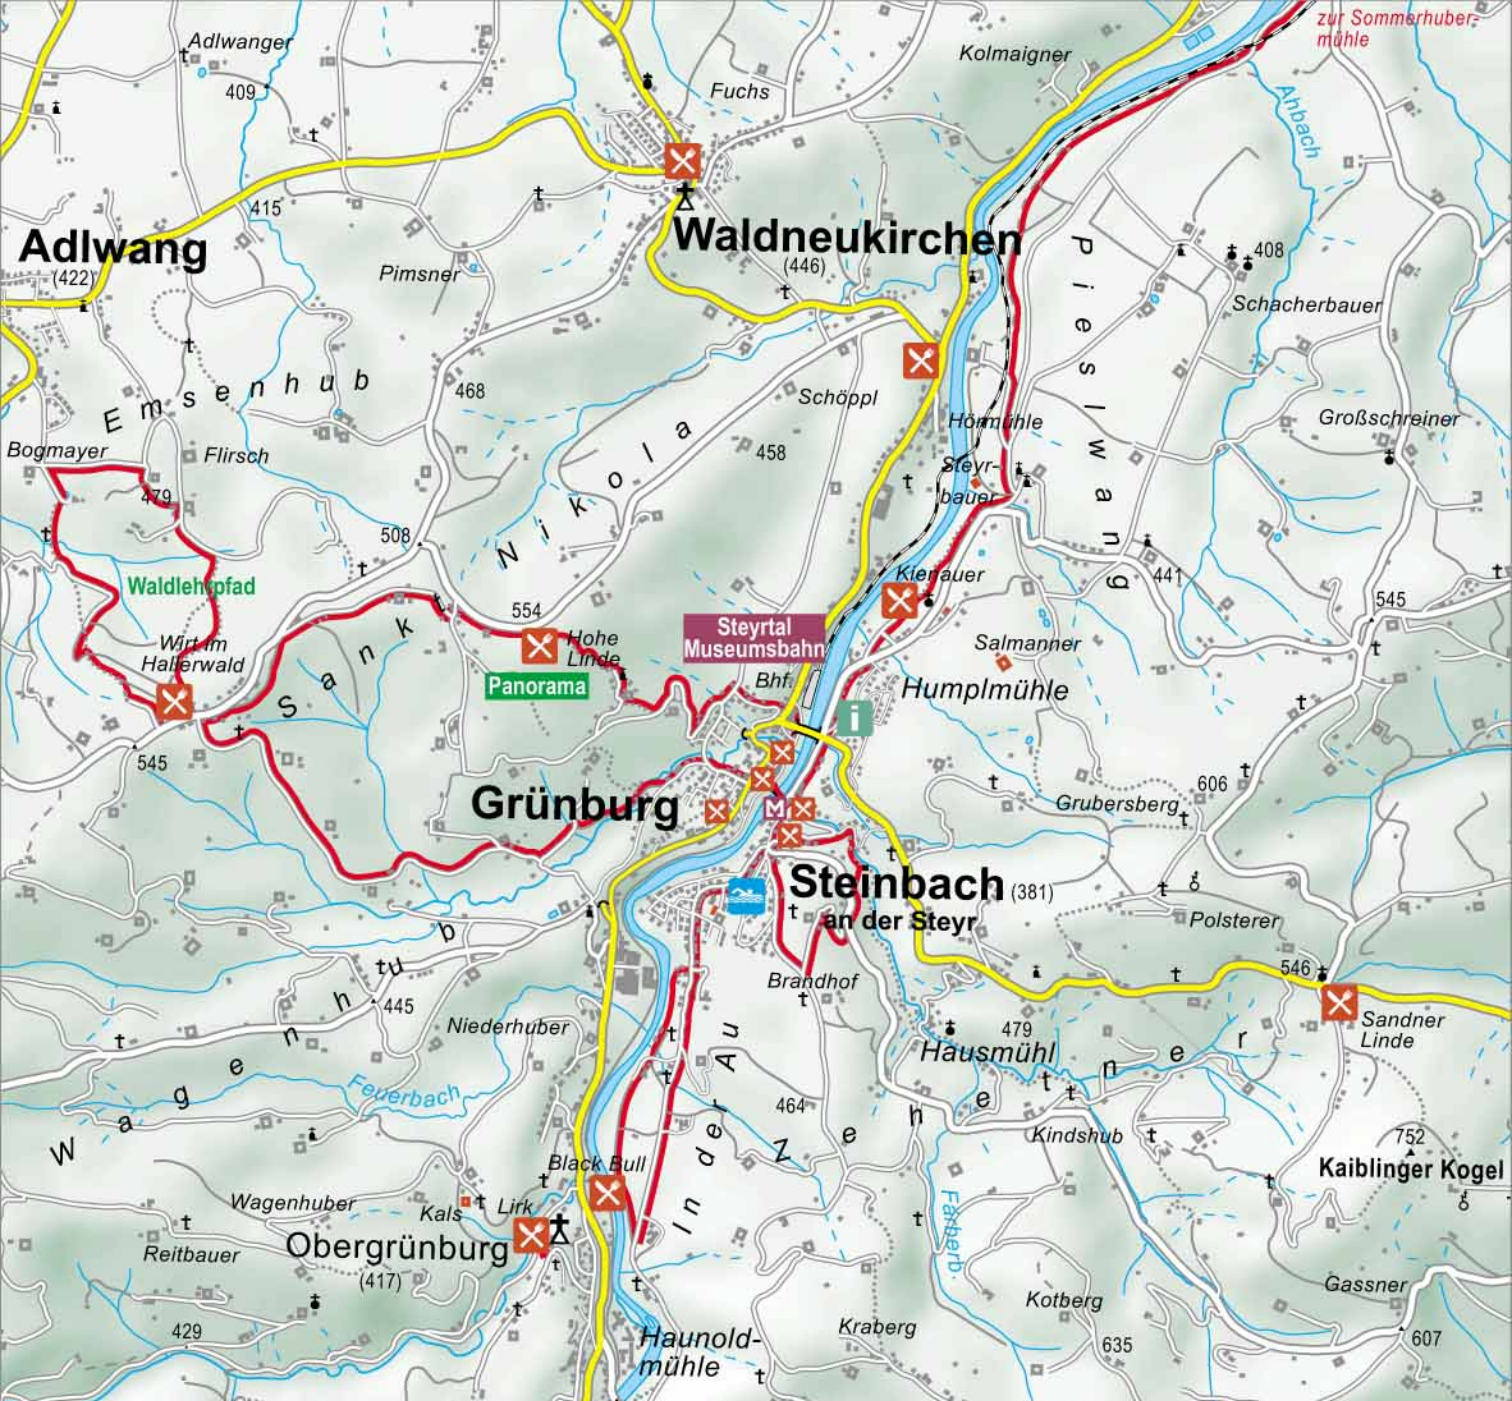 zur Sommerhuber-
mühle
Adlwanger
Kolmaigner
409
Fuchs
Ahbach
415
Adlwang
(422)
Waldneukirchen
(446)
Pimsner
408
Schacherbauer
Pieslwang
Emsenhub
468
Schöppl
Hörmühle
Großschreiner
Bogmayer
Flirsch
458
Nikola
Steyr-
bauer
479
508
Kienauer
441
Waldlehrpfad
554
545
Steyrtal
Museumsbahn
Wirt im
Hallerwald
Hohe
Linde
Salmanner
Sankt
Panorama
Bhf.
Humplmühle
i
545
606
Grünburg
M
Grubersberg
Steinbach
(381)
an der Steyr
Polsterer
Brandhof
546
445
Niederhuber
Sandner
Linde
479
Hausmühl
Wagenhub
Feuerbach
In der Au
464
Zehettner
Kindshub
752
Kaiblinger Kogel
Black Bull
Wagenhuber
Kals
Lirk
Färberb.
Reitbauer
Obergrünburg
(417)
Gassner
Kotberg
429
Haunold-
mühle
Kraberg
635
607